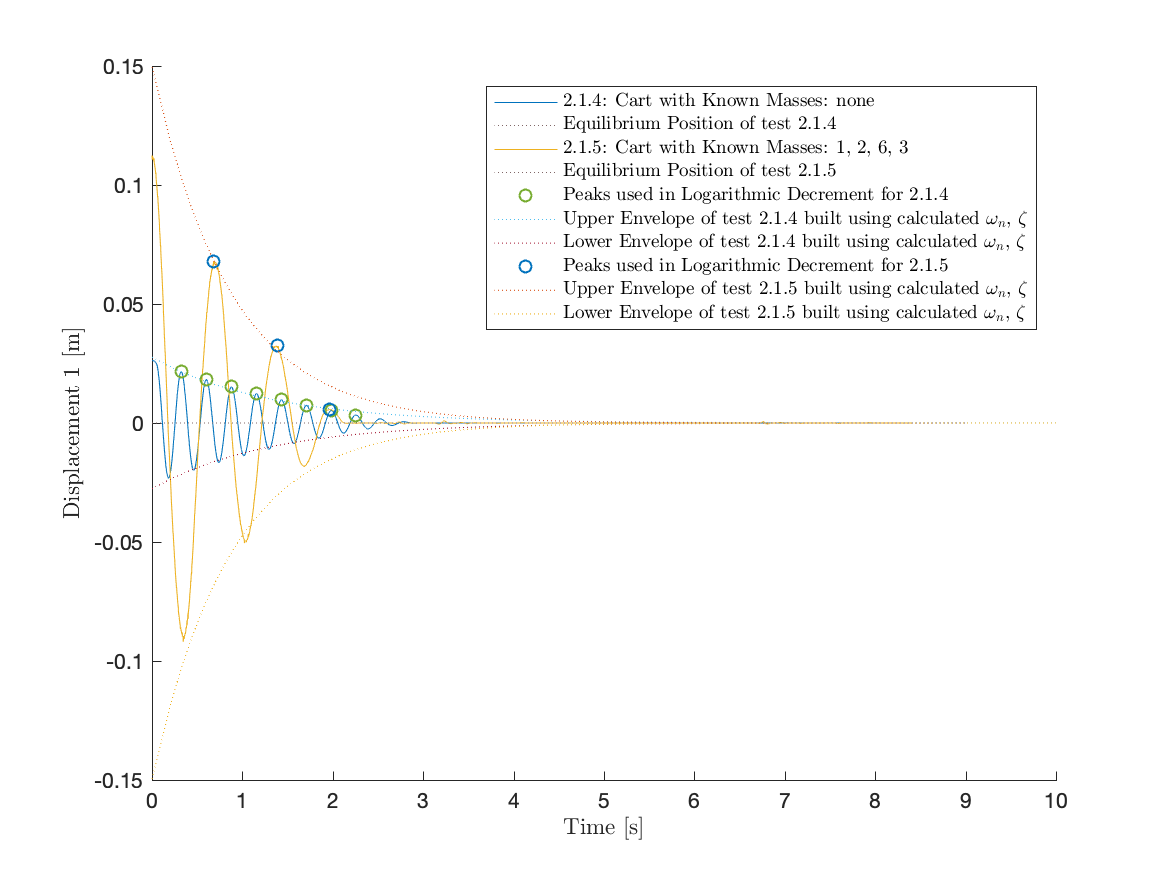 0.15
0.1
0.05
0
-0.05
-0.1
-0.15
Displacement 1 [m]
2.1.4: Cart with Known Masses: none
Equilibrium Position of test 2.1.4
2.1.5: Cart with Known Masses: 1, 2, 6, 3
Equilibrium Position of test 2.1.5
Peaks used in Logarithmic Decrement for 2.1.4
Upper Envelope of test 2.1.4 built using calculated ωₙ, ζ
Lower Envelope of test 2.1.4 built using calculated ωₙ, ζ
Peaks used in Logarithmic Decrement for 2.1.5
Upper Envelope of test 2.1.5 built using calculated ωₙ, ζ
Lower Envelope of test 2.1.5 built using calculated ωₙ, ζ
0 1 2 3 4 5 6 7 8 9 10
Time [s]